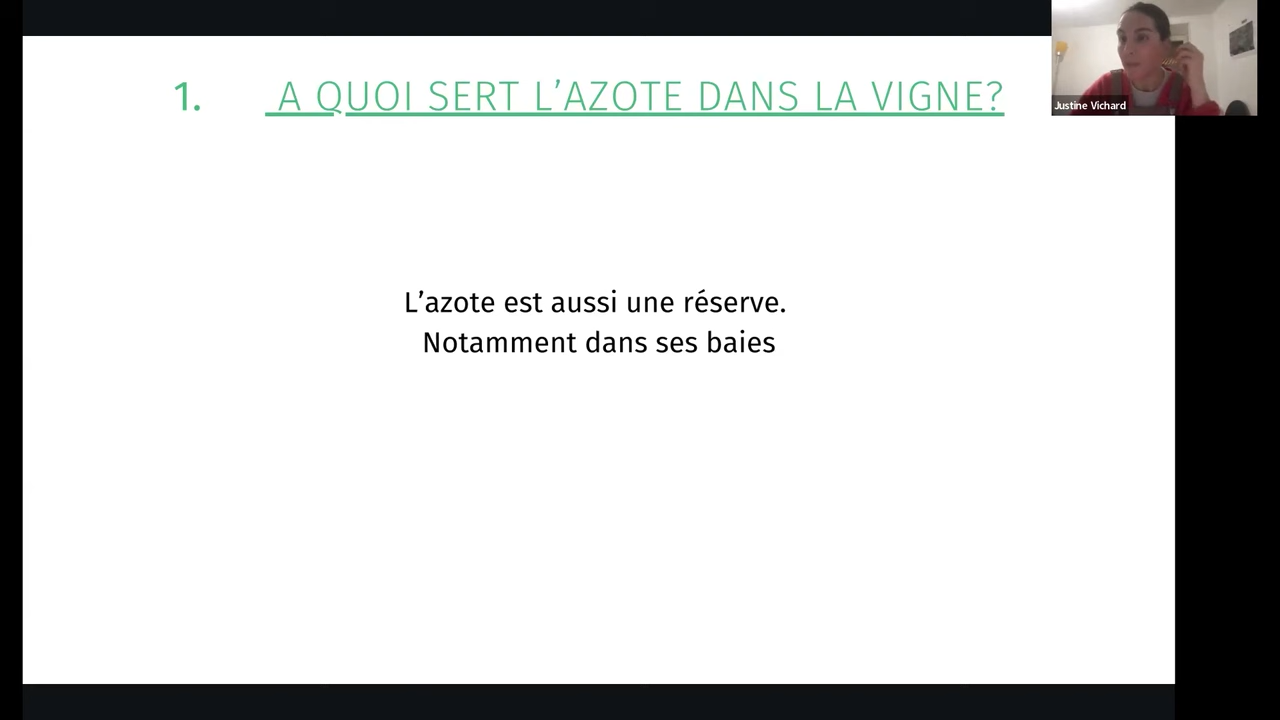 1. A QUOI SERT L’AZOTE DANS LA VIGNE?
Justine Vichard
L’azote est aussi une réserve.
Notamment dans ses baies